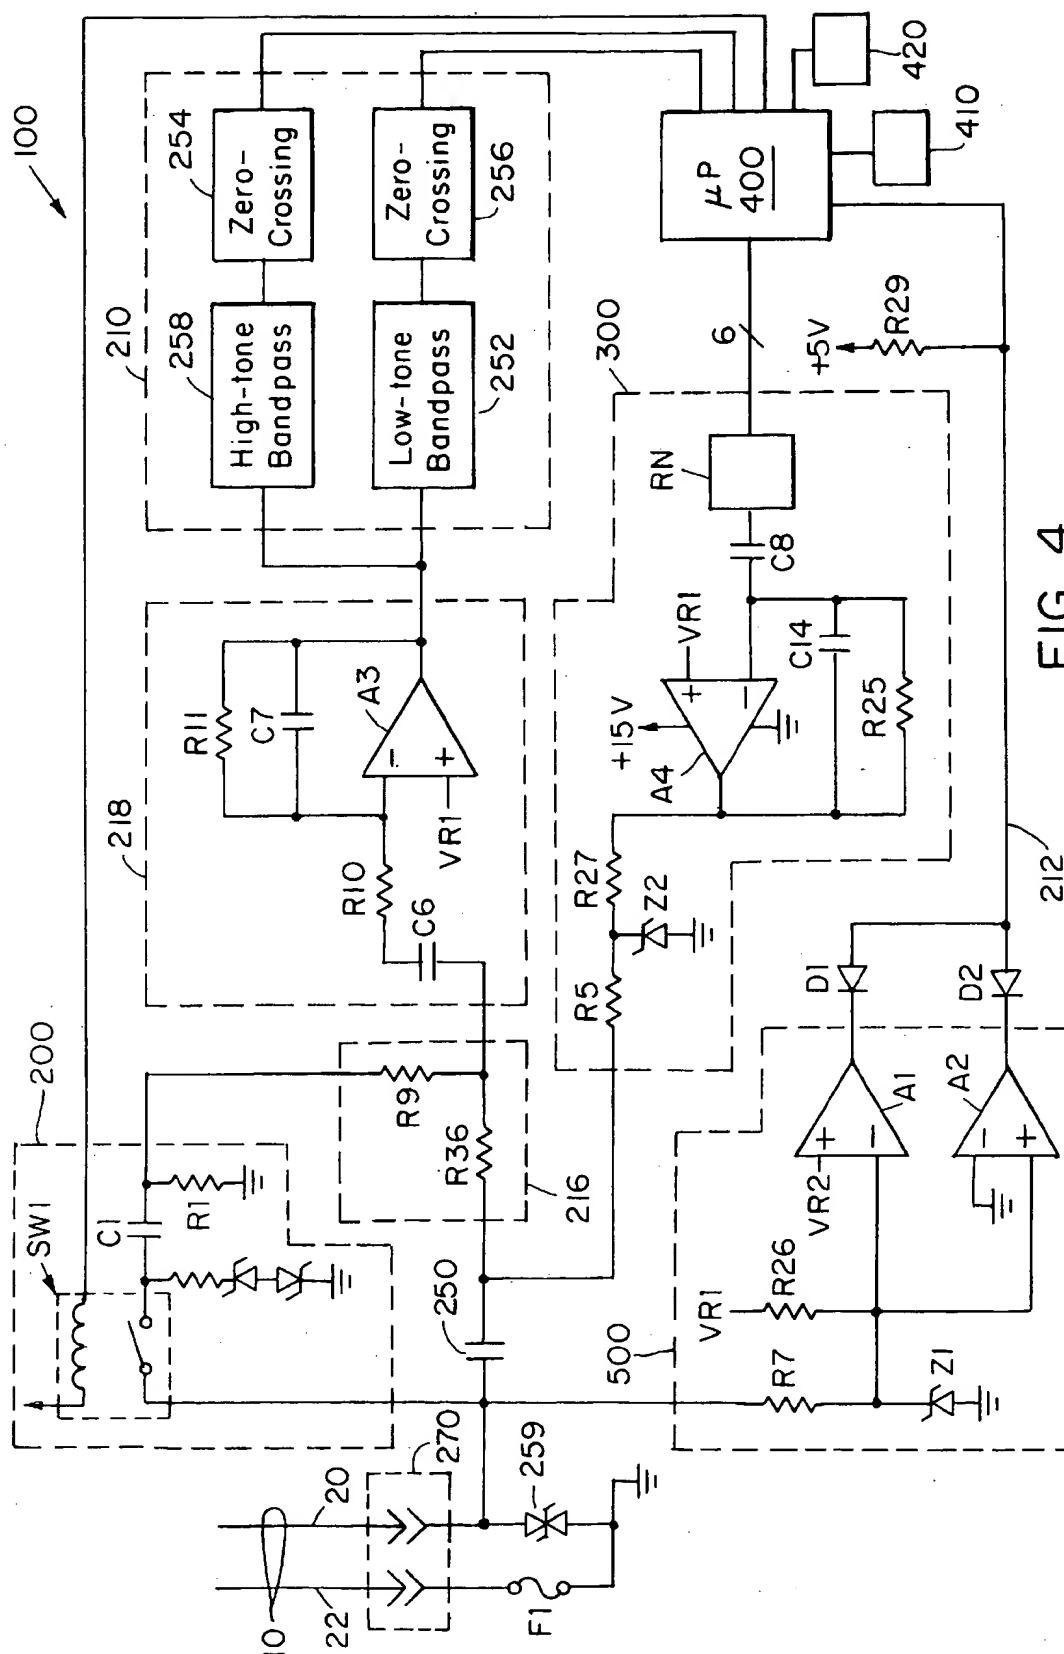 100
254
Zero-
Crossing
256
Zero-
Crossing
210
258
High-tone
Bandpass
252
Low-tone
Bandpass
μP
400
420
410
6
300
+5V
R29
RN
C8
218
R11
C7
A3
-
+
VR1
R10
C6
VR1
+
-
+15V
A4
C14
R25
R27
Z2
R5
212
D1
D2
200
SW1
C1
R1
R9
R36
216
250
500
VR1
R26
R7
Z1
VR2
+
-
A1
-
+
A2
270
259
20
22
10
F1
FIG. 4